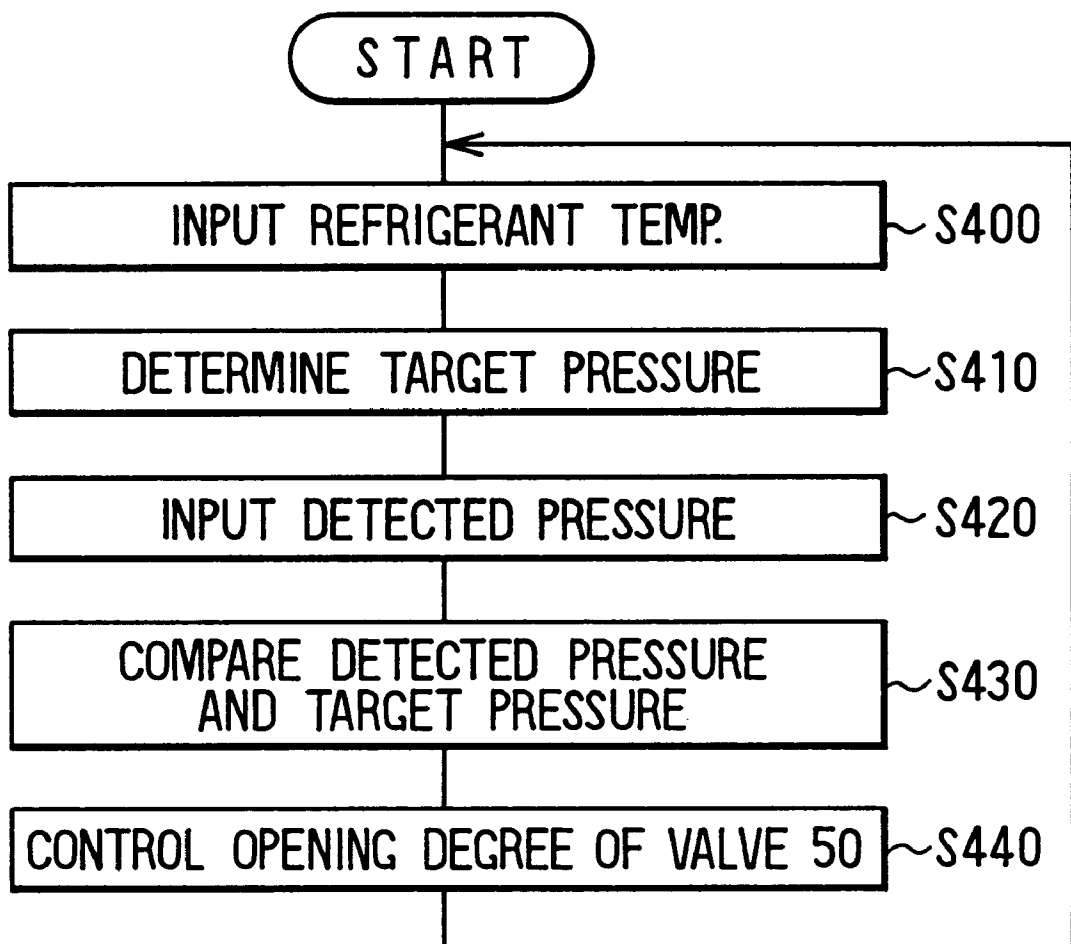 START
INPUT REFRIGERANT TEMP.
S400
DETERMINE TARGET PRESSURE
S410
INPUT DETECTED PRESSURE
S420
COMPARE DETECTED PRESSURE
AND TARGET PRESSURE
S430
CONTROL OPENING DEGREE OF VALVE 50
S440